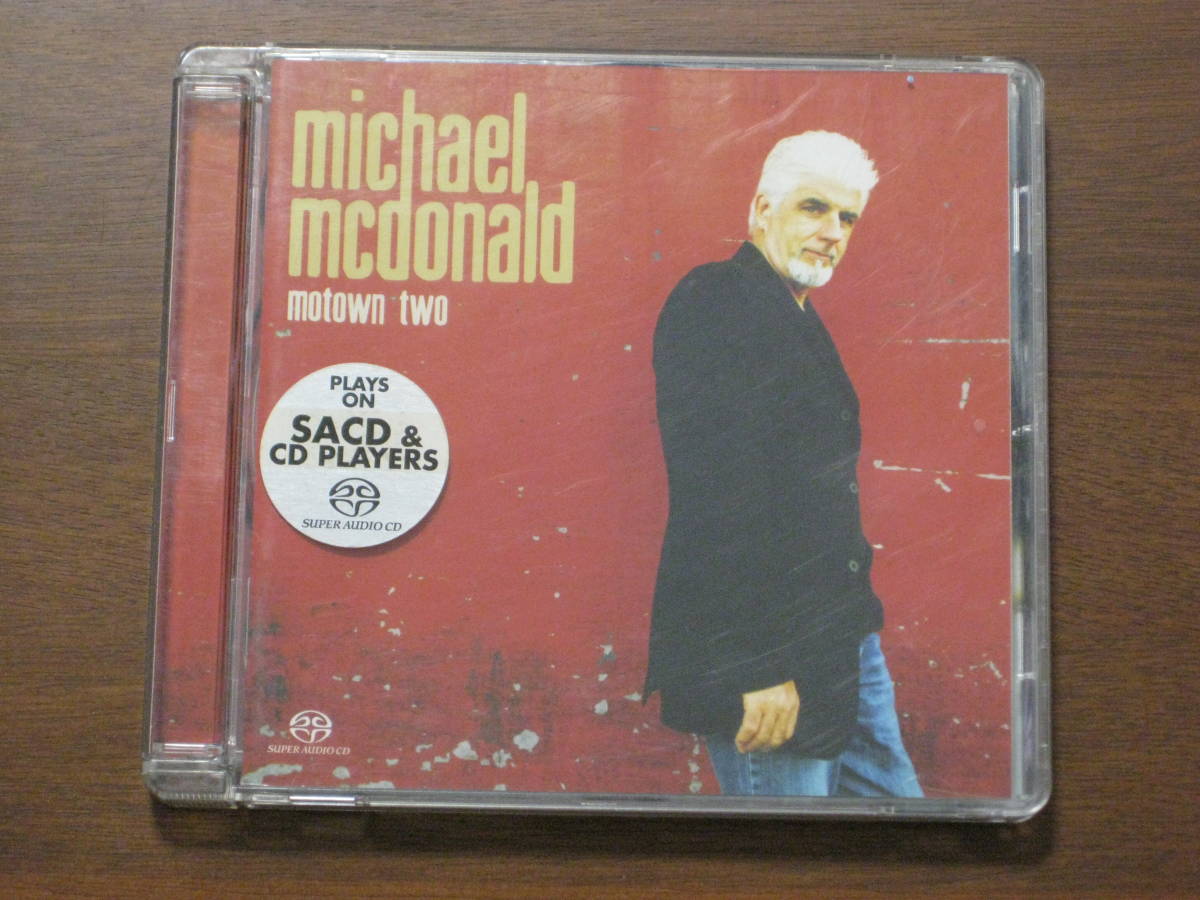 michael
mcdonald
motown two
PLAYS
ON
SACD &
CD PLAYERS
SUPER AUDIO CD
SUPER AUDIO CD